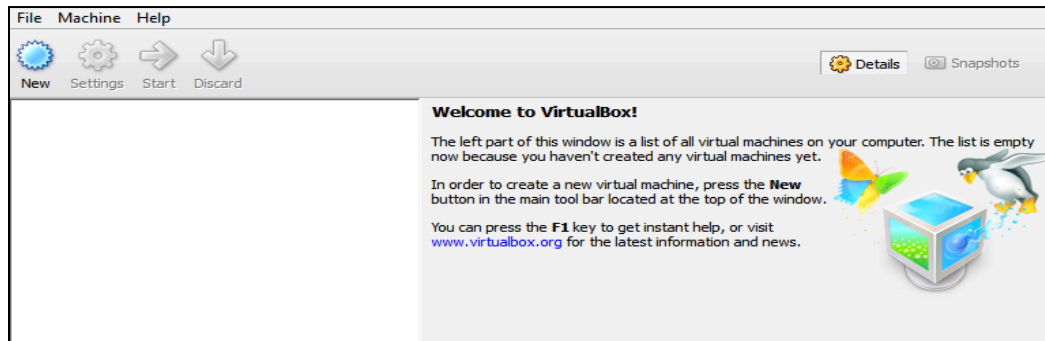 File Machine Help
New Settings Start Discard
Details Snapshots
Welcome to VirtualBox!
The left part of this window is a list of all virtual machines on your computer. The list is empty
now because you haven't created any virtual machines yet.
In order to create a new virtual machine, press the New
button in the main tool bar located at the top of the window.
You can press the F1 key to get instant help, or visit
www.virtualbox.org for the latest information and news.